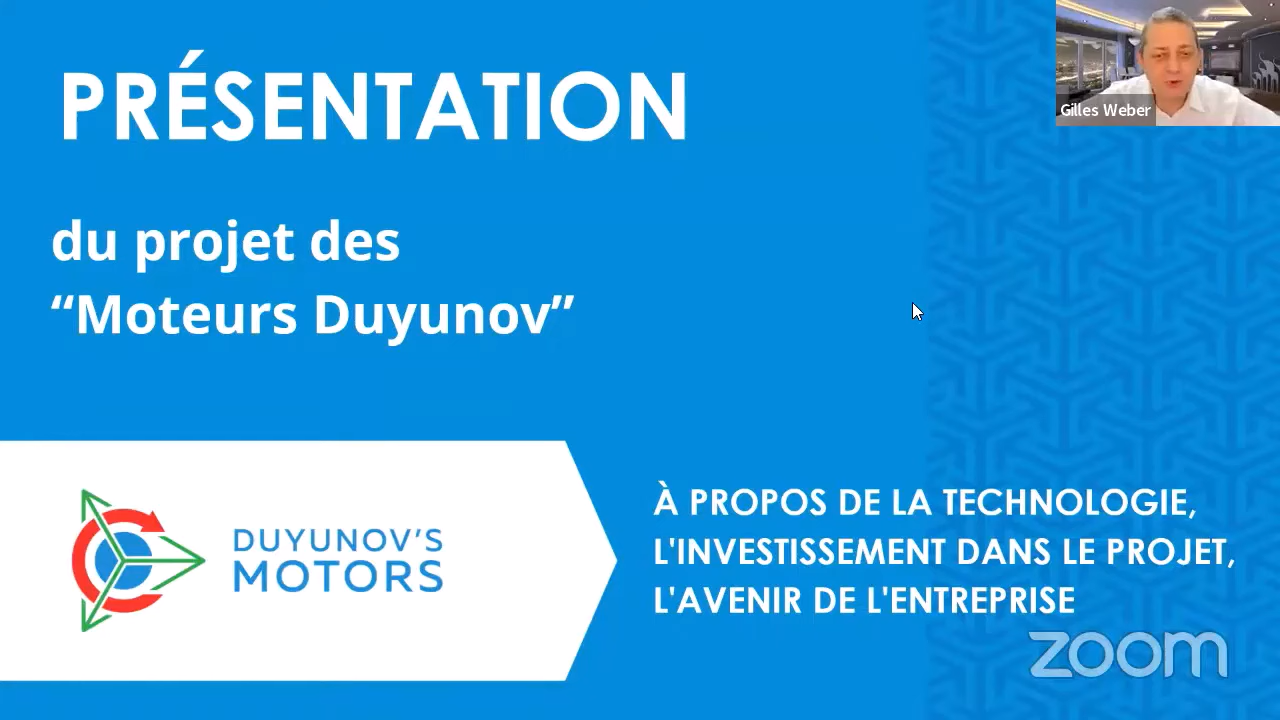 PRÉSENTATION
Gilles Weber
du projet des
“Moteurs Duyunov”
DUYUNOV'S
MOTORS
À PROPOS DE LA TECHNOLOGIE,
L'INVESTISSEMENT DANS LE PROJET,
L'AVENIR DE L'ENTREPRISE
zoom